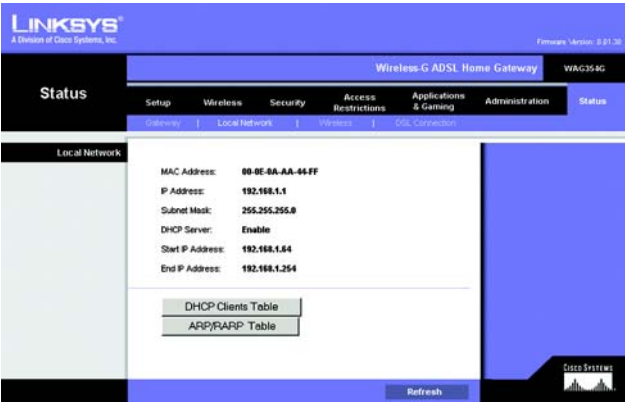 LINKSYS®
A Division of Cisco Systems, Inc.
Firmware Version: 0.01.30
Wireless-G ADSL Home Gateway WAG354G
Status
Setup Wireless Security Access Restrictions Applications & Gaming Administration Status
Gateway | Local Network | Wireless | DSL Connection
Local Network
MAC Address: 00-0E-0A-AA-44-FF
IP Address: 192.168.1.1
Subnet Mask: 255.255.255.0
DHCP Server: Enable
Start IP Address: 192.168.1.64
End IP Address: 192.168.1.254
DHCP Clients Table
ARP/RARP Table
Refresh
CISCO SYSTEMS